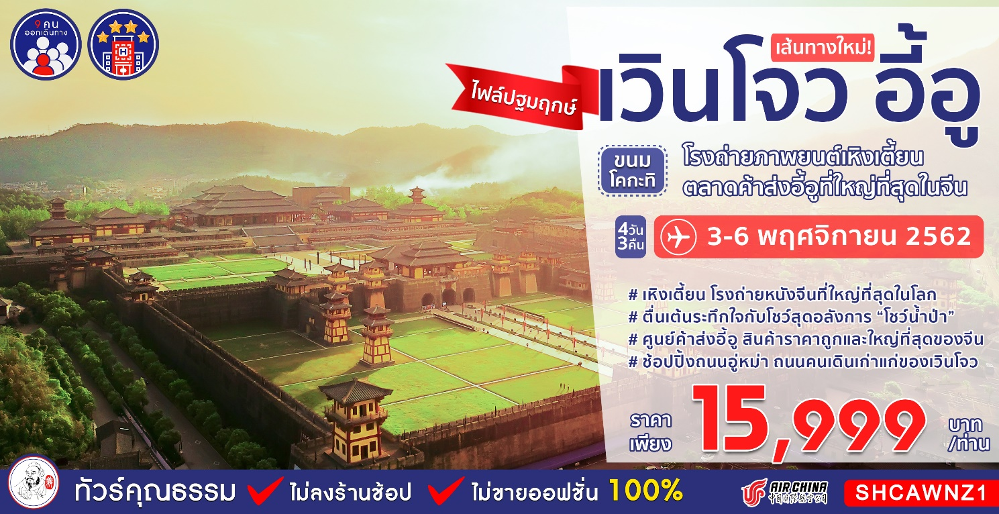 9 คน
ออกเดินทาง
H
เส้นทางใหม่!
ไฟล์ปฐมฤกษ์
เวินโจว อี้อู
ขนม
โคกะทิ
โรงถ่ายภาพยนต์เหิงเตี้ยน
ตลาดค้าส่งอี้อูที่ใหญ่ที่สุดในจีน
4วัน
3คืน
3-6 พฤศจิกายน 2562
# เหิงเตี้ยน โรงถ่ายหนังจีนที่ใหญ่ที่สุดในโลก
# ตื่นเต้นระทึกใจกับโชว์สุดอลังการ “โชว์น้ำป่า”
# ศูนย์ค้าส่งอี้อู สินค้าราคาถูกและใหญ่ที่สุดของจีน
# ช้อปปิ้งถนนอู่หม่า ถนนคนเดินเก่าแก่ของเวินโจว
ราคา
เพียง
15,999
บาท
/ท่าน
ทัวร์คุณธรรม
ไม่ลงร้านช้อป
ไม่ขายออฟชั่น 100%
AIR CHINA
中国国际航空公司
SHCAWNZ1